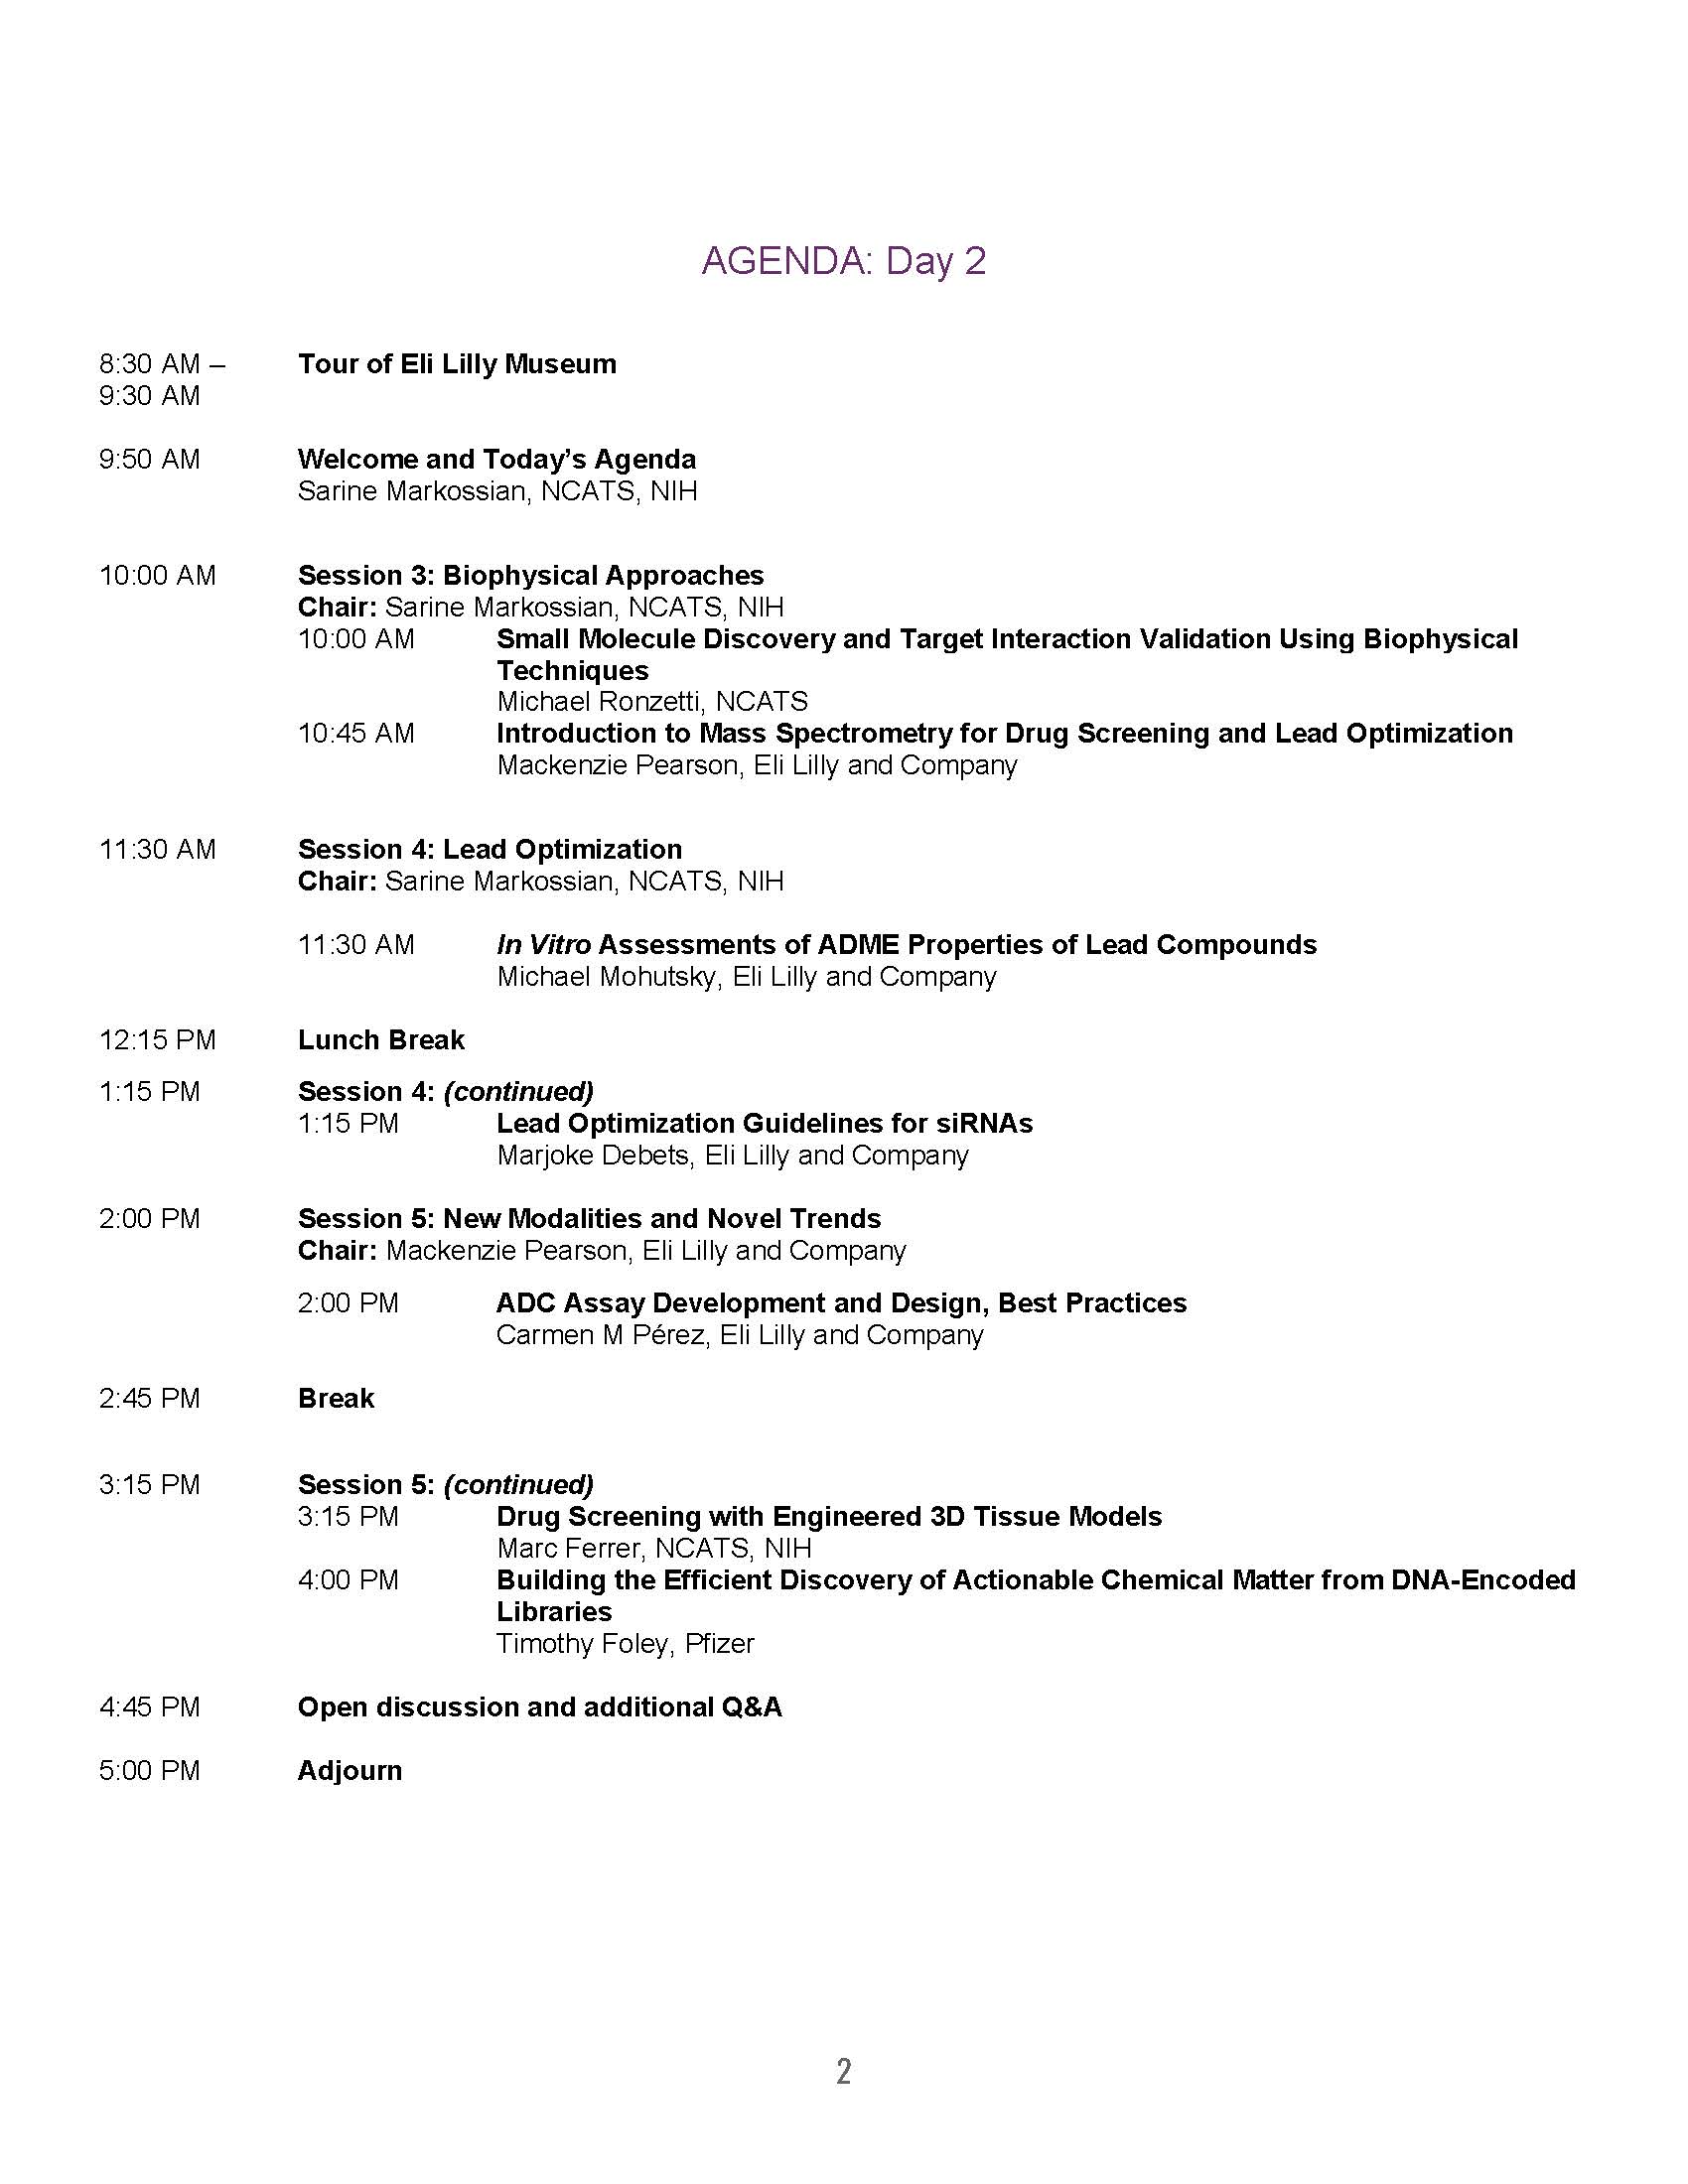 AGENDA: Day 2
8:30 AM – Tour of Eli Lilly Museum
9:30 AM
9:50 AM Welcome and Today’s Agenda
Sarine Markossian, NCATS, NIH
10:00 AM Session 3: Biophysical Approaches
Chair: Sarine Markossian, NCATS, NIH
10:00 AM Small Molecule Discovery and Target Interaction Validation Using Biophysical
Techniques
Michael Ronzetti, NCATS
10:45 AM Introduction to Mass Spectrometry for Drug Screening and Lead Optimization
Mackenzie Pearson, Eli Lilly and Company
11:30 AM Session 4: Lead Optimization
Chair: Sarine Markossian, NCATS, NIH
11:30 AM In Vitro Assessments of ADME Properties of Lead Compounds
Michael Mohutsky, Eli Lilly and Company
12:15 PM Lunch Break
1:15 PM Session 4: (continued)
1:15 PM Lead Optimization Guidelines for siRNAs
Marjoke Debets, Eli Lilly and Company
2:00 PM Session 5: New Modalities and Novel Trends
Chair: Mackenzie Pearson, Eli Lilly and Company
2:00 PM ADC Assay Development and Design, Best Practices
Carmen M Pérez, Eli Lilly and Company
2:45 PM Break
3:15 PM Session 5: (continued)
3:15 PM Drug Screening with Engineered 3D Tissue Models
Marc Ferrer, NCATS, NIH
4:00 PM Building the Efficient Discovery of Actionable Chemical Matter from DNA-Encoded
Libraries
Timothy Foley, Pfizer
4:45 PM Open discussion and additional Q&A
5:00 PM Adjourn
2